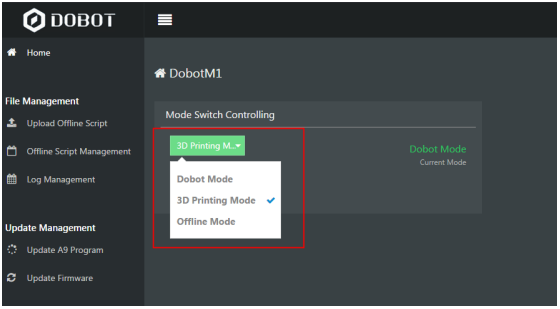 DOBOT
Home
DobotM1
File Management
Mode Switch Controlling
Upload Offline Script
3D Printing M...
Dobot Mode
Current Mode
Offline Script Management
Log Management
Dobot Mode
3D Printing Mode
Offline Mode
Update Management
Update A9 Program
Update Firmware